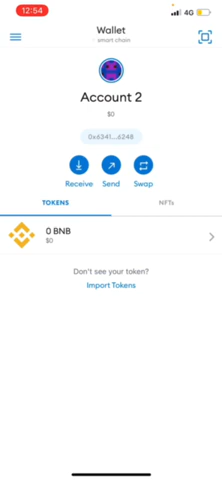 12:54
4G
Wallet
smart chain
Account 2
$0
0x6341...6248
Receive
Send
Swap
TOKENS
NFTs
0 BNB
$0
Don't see your token?
Import Tokens